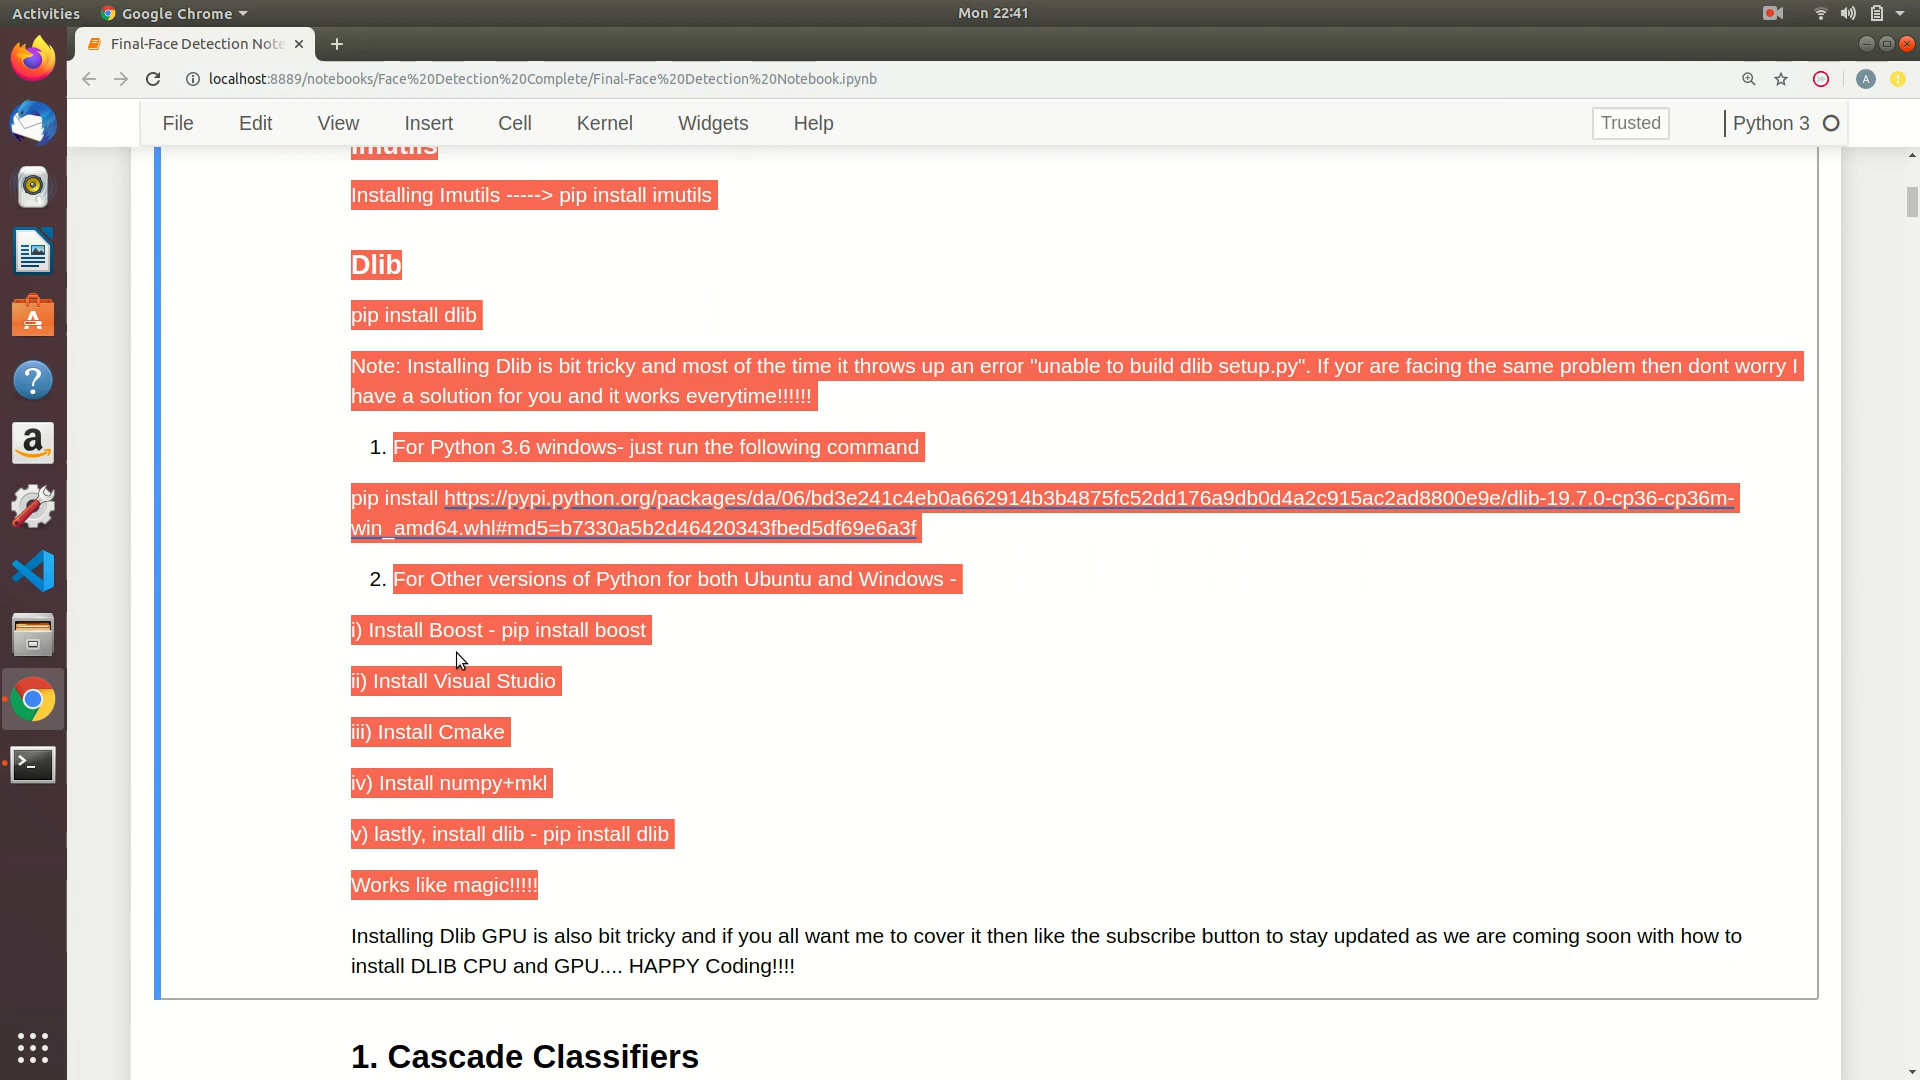 Activities Google Chrome Mon 22:41
Final-Face Detection Note
localhost:8889/notebooks/Face%20Detection%20Complete/Final-Face%20Detection%20Notebook.ipynb
A
File Edit View Insert Cell Kernel Widgets Help Trusted Python 3
Imutils
Installing Imutils -----> pip install imutils
Dlib
pip install dlib
Note: Installing Dlib is bit tricky and most of the time it throws up an error "unable to build dlib setup.py". If yor are facing the same problem then dont worry I
have a solution for you and it works everytime!!!!!!
1. For Python 3.6 windows- just run the following command
pip install https://pypi.python.org/packages/da/06/bd3e241c4eb0a662914b3b4875fc52dd176a9db0d4a2c915ac2ad8800e9e/dlib-19.7.0-cp36-cp36m-
win_amd64.whl#md5=b7330a5b2d46420343fbed5df69e6a3f
2. For Other versions of Python for both Ubuntu and Windows -
i) Install Boost - pip install boost
ii) Install Visual Studio
iii) Install Cmake
iv) Install numpy+mkl
v) lastly, install dlib - pip install dlib
Works like magic!!!!!
Installing Dlib GPU is also bit tricky and if you all want me to cover it then like the subscribe button to stay updated as we are coming soon with how to
install DLIB CPU and GPU.... HAPPY Coding!!!!
1. Cascade Classifiers